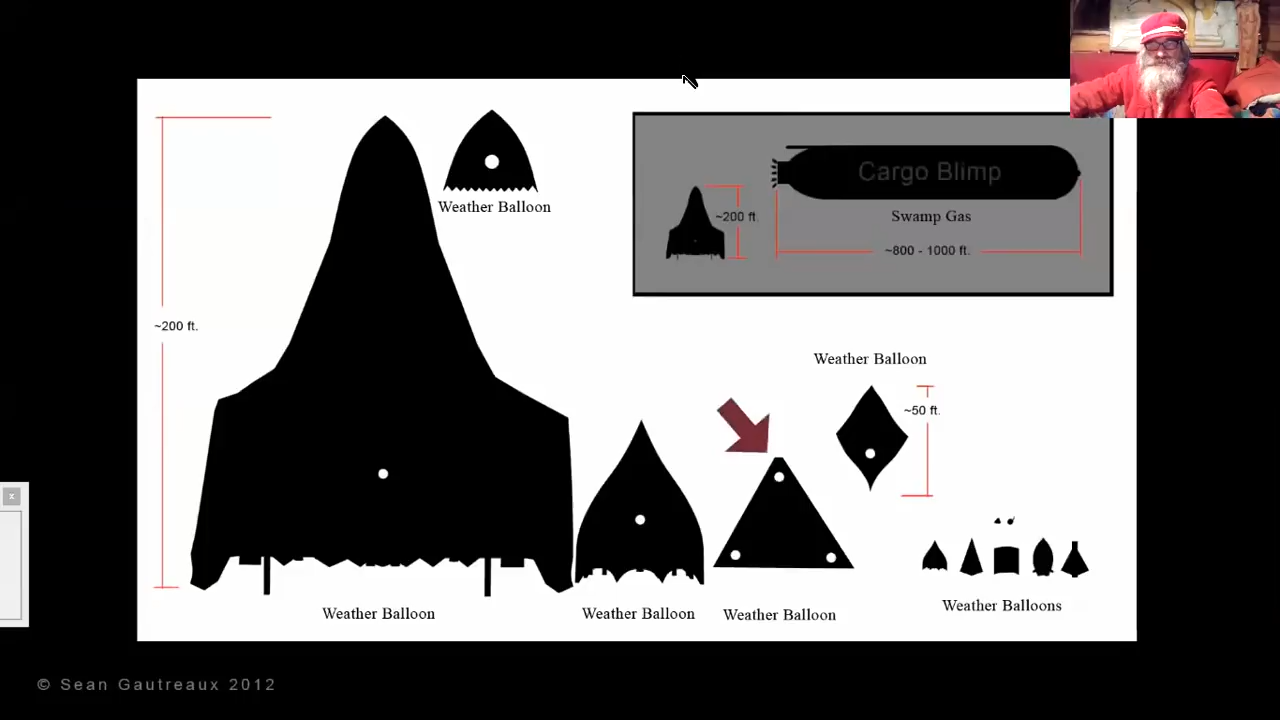 Weather Balloon
Cargo Blimp
~200 ft.
Swamp Gas
~800 - 1000 ft.
~200 ft.
Weather Balloon
~50 ft.
Weather Balloon
Weather Balloon
Weather Balloon
Weather Balloons
x
© Sean Gautreaux 2012